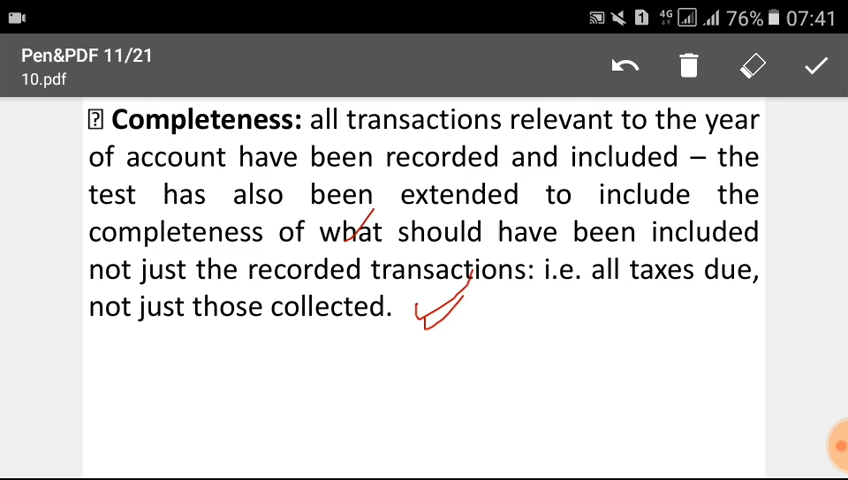 4G 1 76% 07:41
Pen&PDF 11/21
10.pdf
Completeness: all transactions relevant to the year
of account have been recorded and included – the
test has also been extended to include the
completeness of what should have been included
not just the recorded transactions: i.e. all taxes due,
not just those collected.